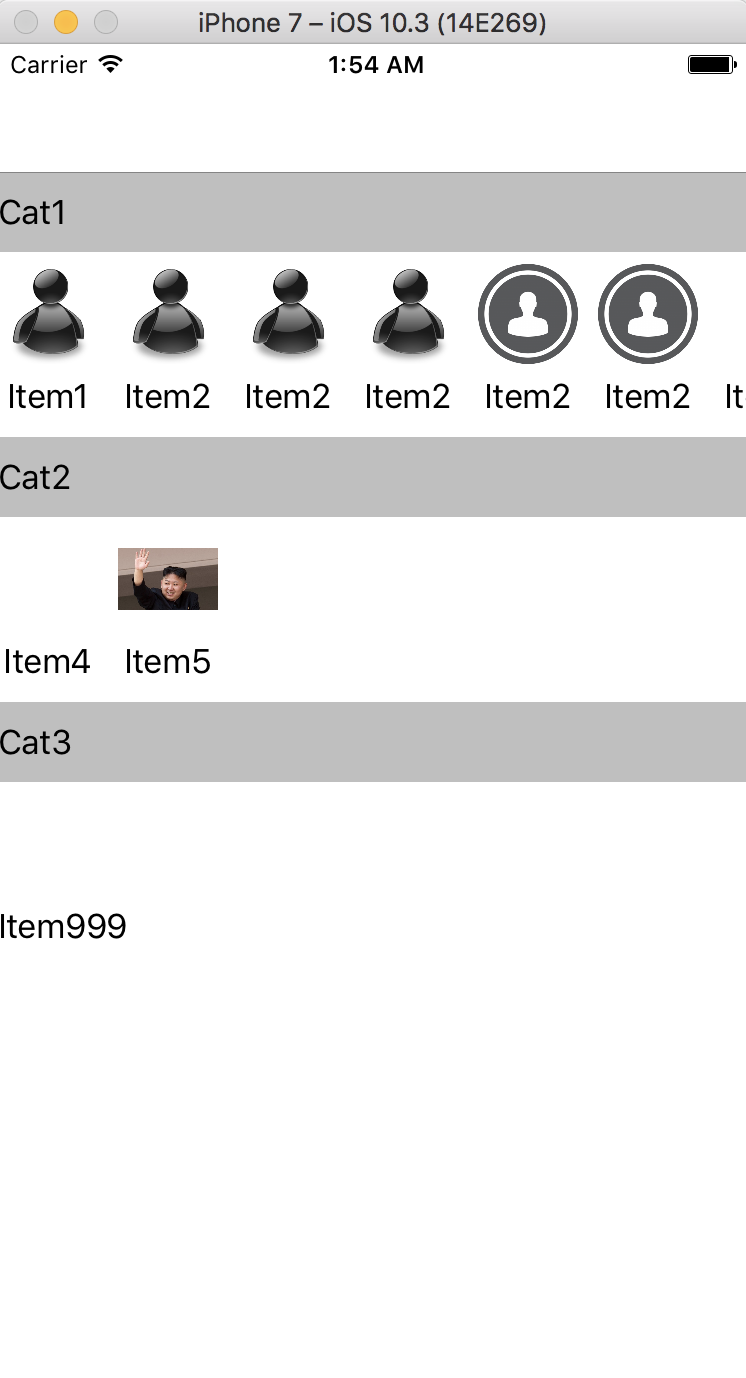 iPhone 7 – iOS 10.3 (14E269)
Carrier 1:54 AM
Cat1
Item1 Item2 Item2 Item2 Item2 Item2 It
Cat2
Item4 Item5
Cat3
Item999